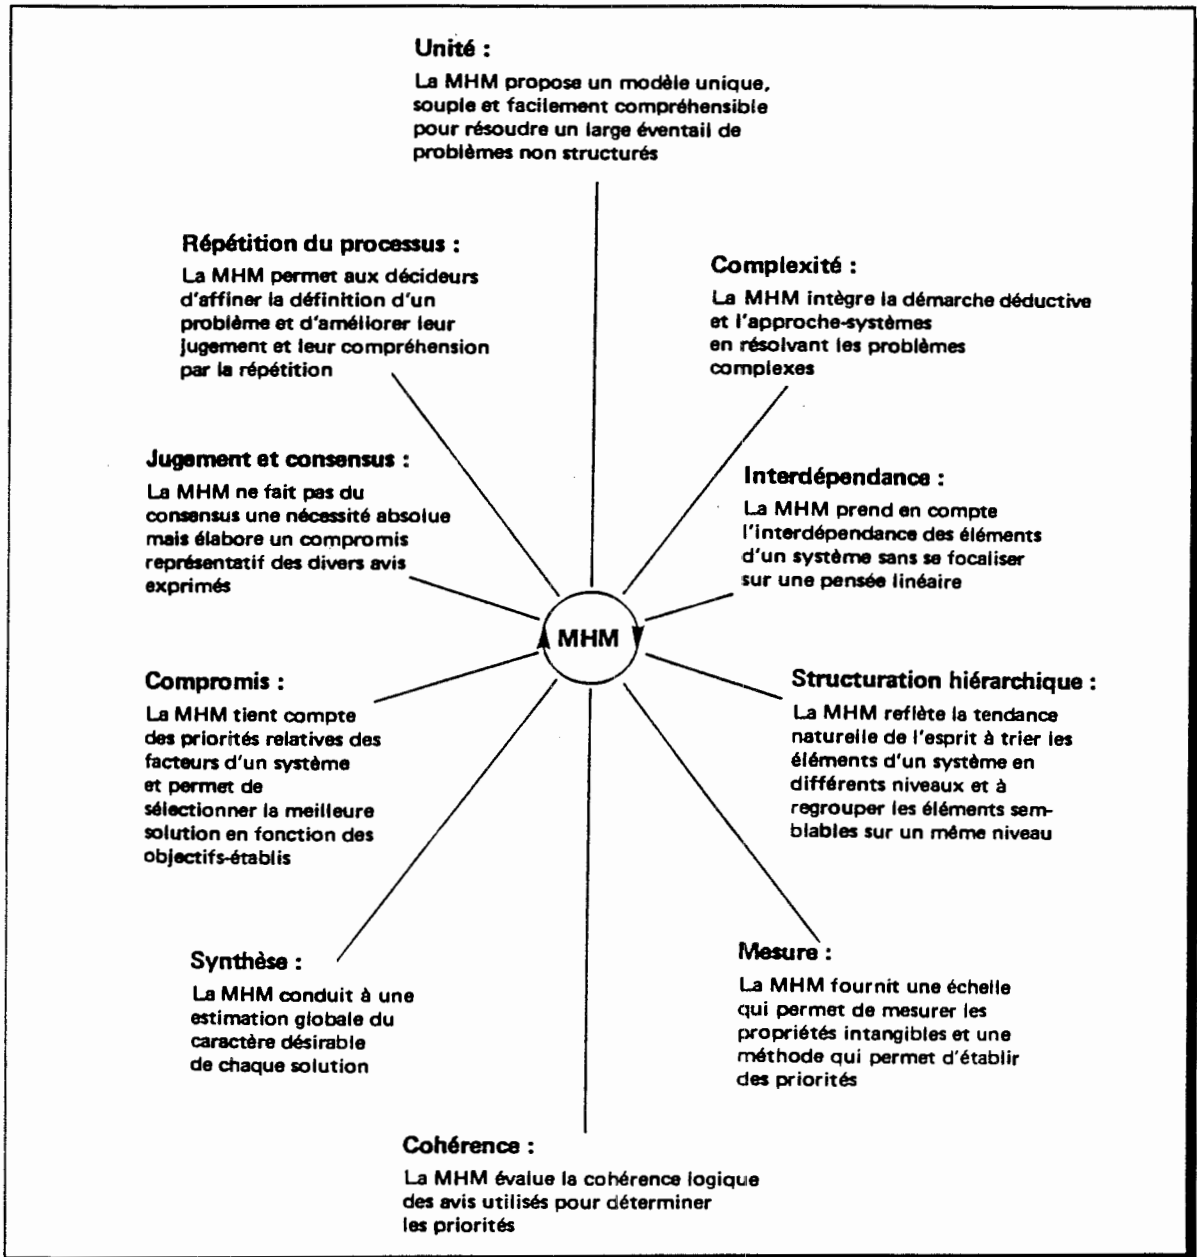 Unité :
La MHM propose un modèle unique,
souple et facilement compréhensible
pour résoudre un large éventail de
problèmes non structurés
Répétition du processus :
La MHM permet aux décideurs
d'affiner la définition d'un
problème et d'améliorer leur
jugement et leur compréhension
par la répétition
Complexité :
La MHM intègre la démarche déductive
et l'approche-systèmes
en résolvant les problèmes
complexes
Jugement et consensus :
La MHM ne fait pas du
consensus une nécessité absolue
mais élabore un compromis
représentatif des divers avis
exprimés
Interdépendance :
La MHM prend en compte
l'interdépendance des éléments
d'un système sans se focaliser
sur une pensée linéaire
MHM
Compromis :
La MHM tient compte
des priorités relatives des
facteurs d'un système
et permet de
sélectionner la meilleure
solution en fonction des
objectifs-établis
Structuration hiérarchique :
La MHM reflète la tendance
naturelle de l'esprit à trier les
éléments d'un système en
différents niveaux et à
regrouper les éléments sem-
blables sur un même niveau
Synthèse :
La MHM conduit à une
estimation globale du
caractère désirable
de chaque solution
Mesure :
La MHM fournit une échelle
qui permet de mesurer les
propriétés intangibles et une
méthode qui permet d'établir
des priorités
Cohérence :
La MHM évalue la cohérence logique
des avis utilisés pour déterminer
les priorités